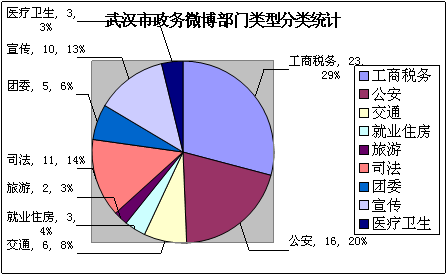 武汉市政务微博部门类型分类统计
医疗卫生, 3,
3%
宣传, 10, 13%
团委, 5, 6%
司法, 11, 14%
旅游, 2, 3%
就业住房, 3,
4%
交通, 6, 8%
工商税务, 23,
29%
公安, 16, 20%
工商税务
公安
交通
就业住房
旅游
司法
团委
宣传
医疗卫生